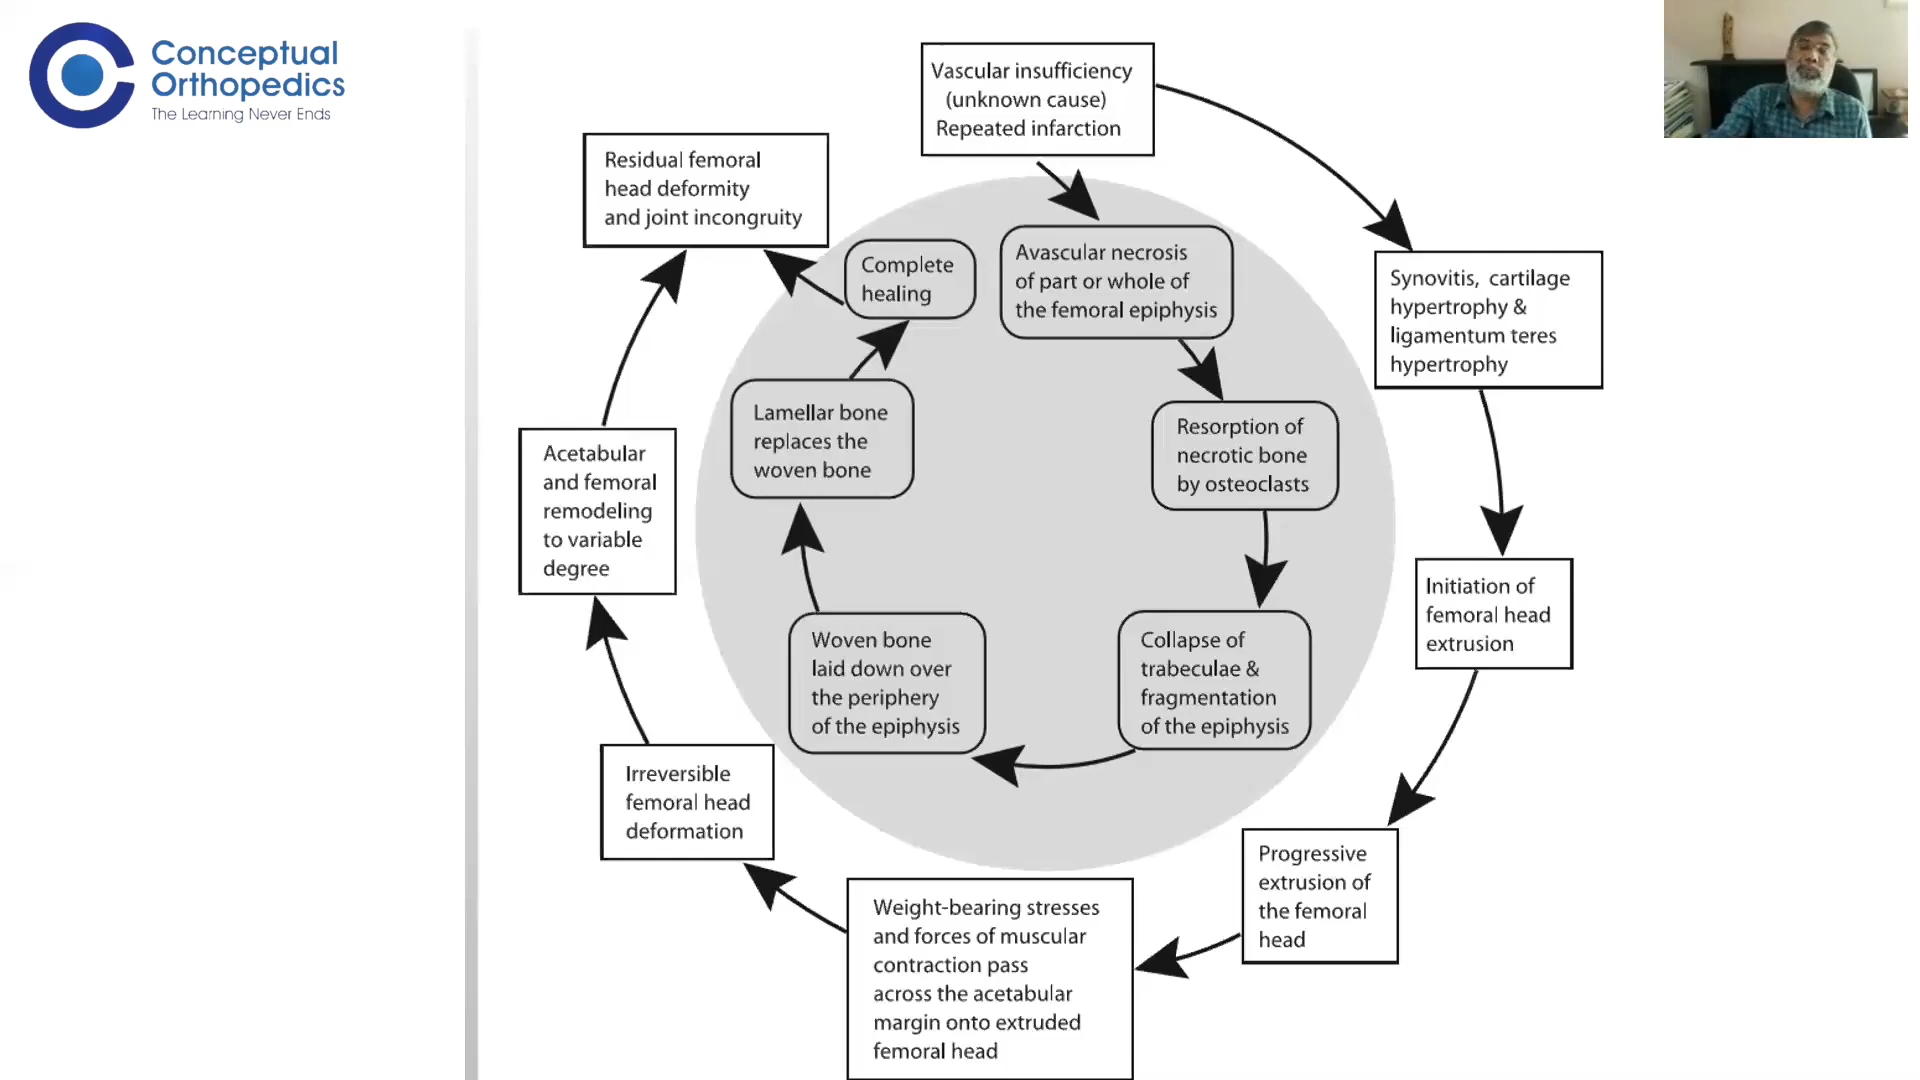 Conceptual
Orthopedics
The Learning Never Ends
Vascular insufficiency
(unknown cause)
Repeated infarction
Synovitis, cartilage
hypertrophy &
ligamentum teres
hypertrophy
Initiation of
femoral head
extrusion
Progressive
extrusion of
the femoral
head
Weight-bearing stresses
and forces of muscular
contraction pass
across the acetabular
margin onto extruded
femoral head
Irreversible
femoral head
deformation
Acetabular
and femoral
remodeling
to variable
degree
Residual femoral
head deformity
and joint incongruity
Avascular necrosis
of part or whole of
the femoral epiphysis
Resorption of
necrotic bone
by osteoclasts
Collapse of
trabeculae &
fragmentation
of the epiphysis
Woven bone
laid down over
the periphery
of the epiphysis
Lamellar bone
replaces the
woven bone
Complete
healing